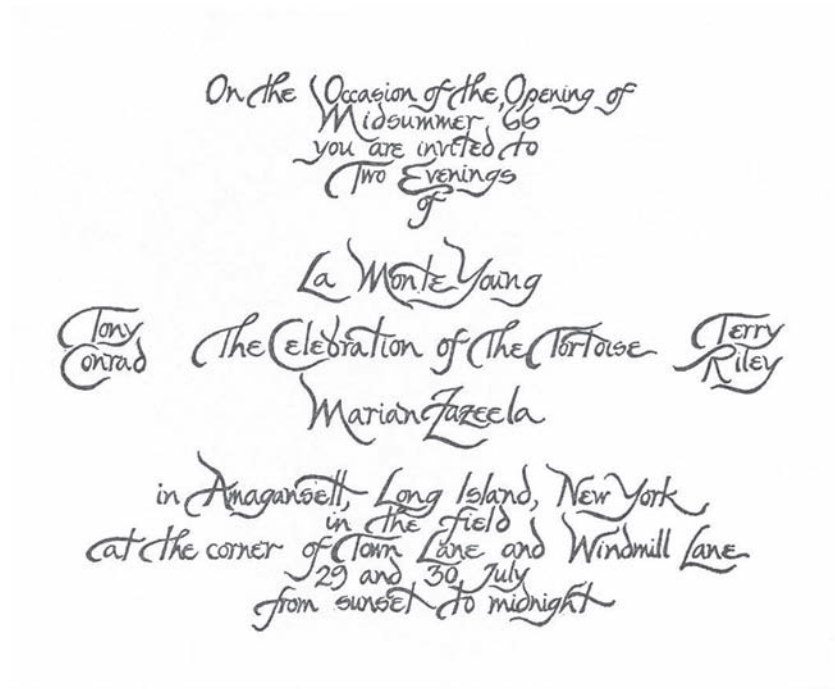 On the Occasion of the Opening of
Midsummer, 66
you are invited to
Two Evenings
of
La Monte Young
Tony
Conrad
The Celebration of The Tortoise
Terry
Riley
Marian Zazeela
in Amagansett, Long Island, New York
in the field
at the corner of Town Lane and Windmill Lane
29 and 30 July
from sunset to midnight